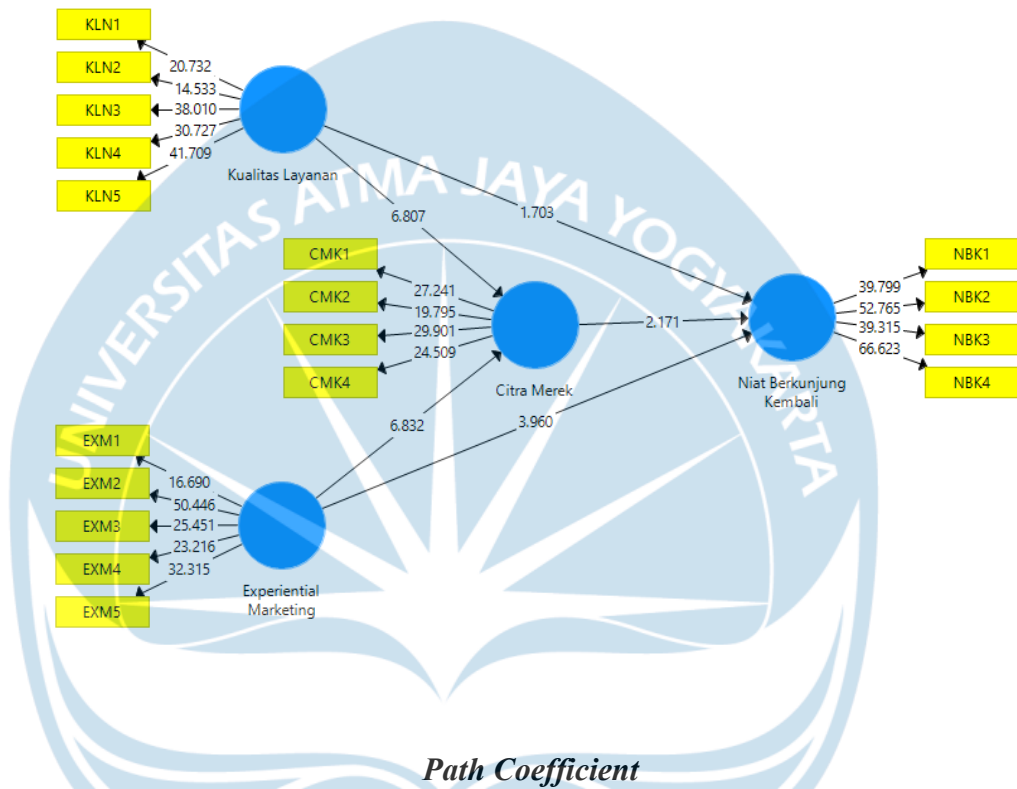 KLN1
KLN2
KLN3
KLN4
KLN5
20.732
14.533
38.010
30.727
41.709
Kualitas Layanan
UNIVERSITAS ATMA JAYA YOGYAKARTA
6.807
1.703
CMK1
CMK2
CMK3
CMK4
27.241
19.795
29.901
24.509
Citra Merek
2.171
NBK1
NBK2
NBK3
NBK4
39.799
52.765
39.315
66.623
Niat Berkunjung
Kembali
6.832
3.960
EXM1
EXM2
EXM3
EXM4
EXM5
16.690
50.446
25.451
23.216
32.315
Experiential
Marketing
Path Coefficient